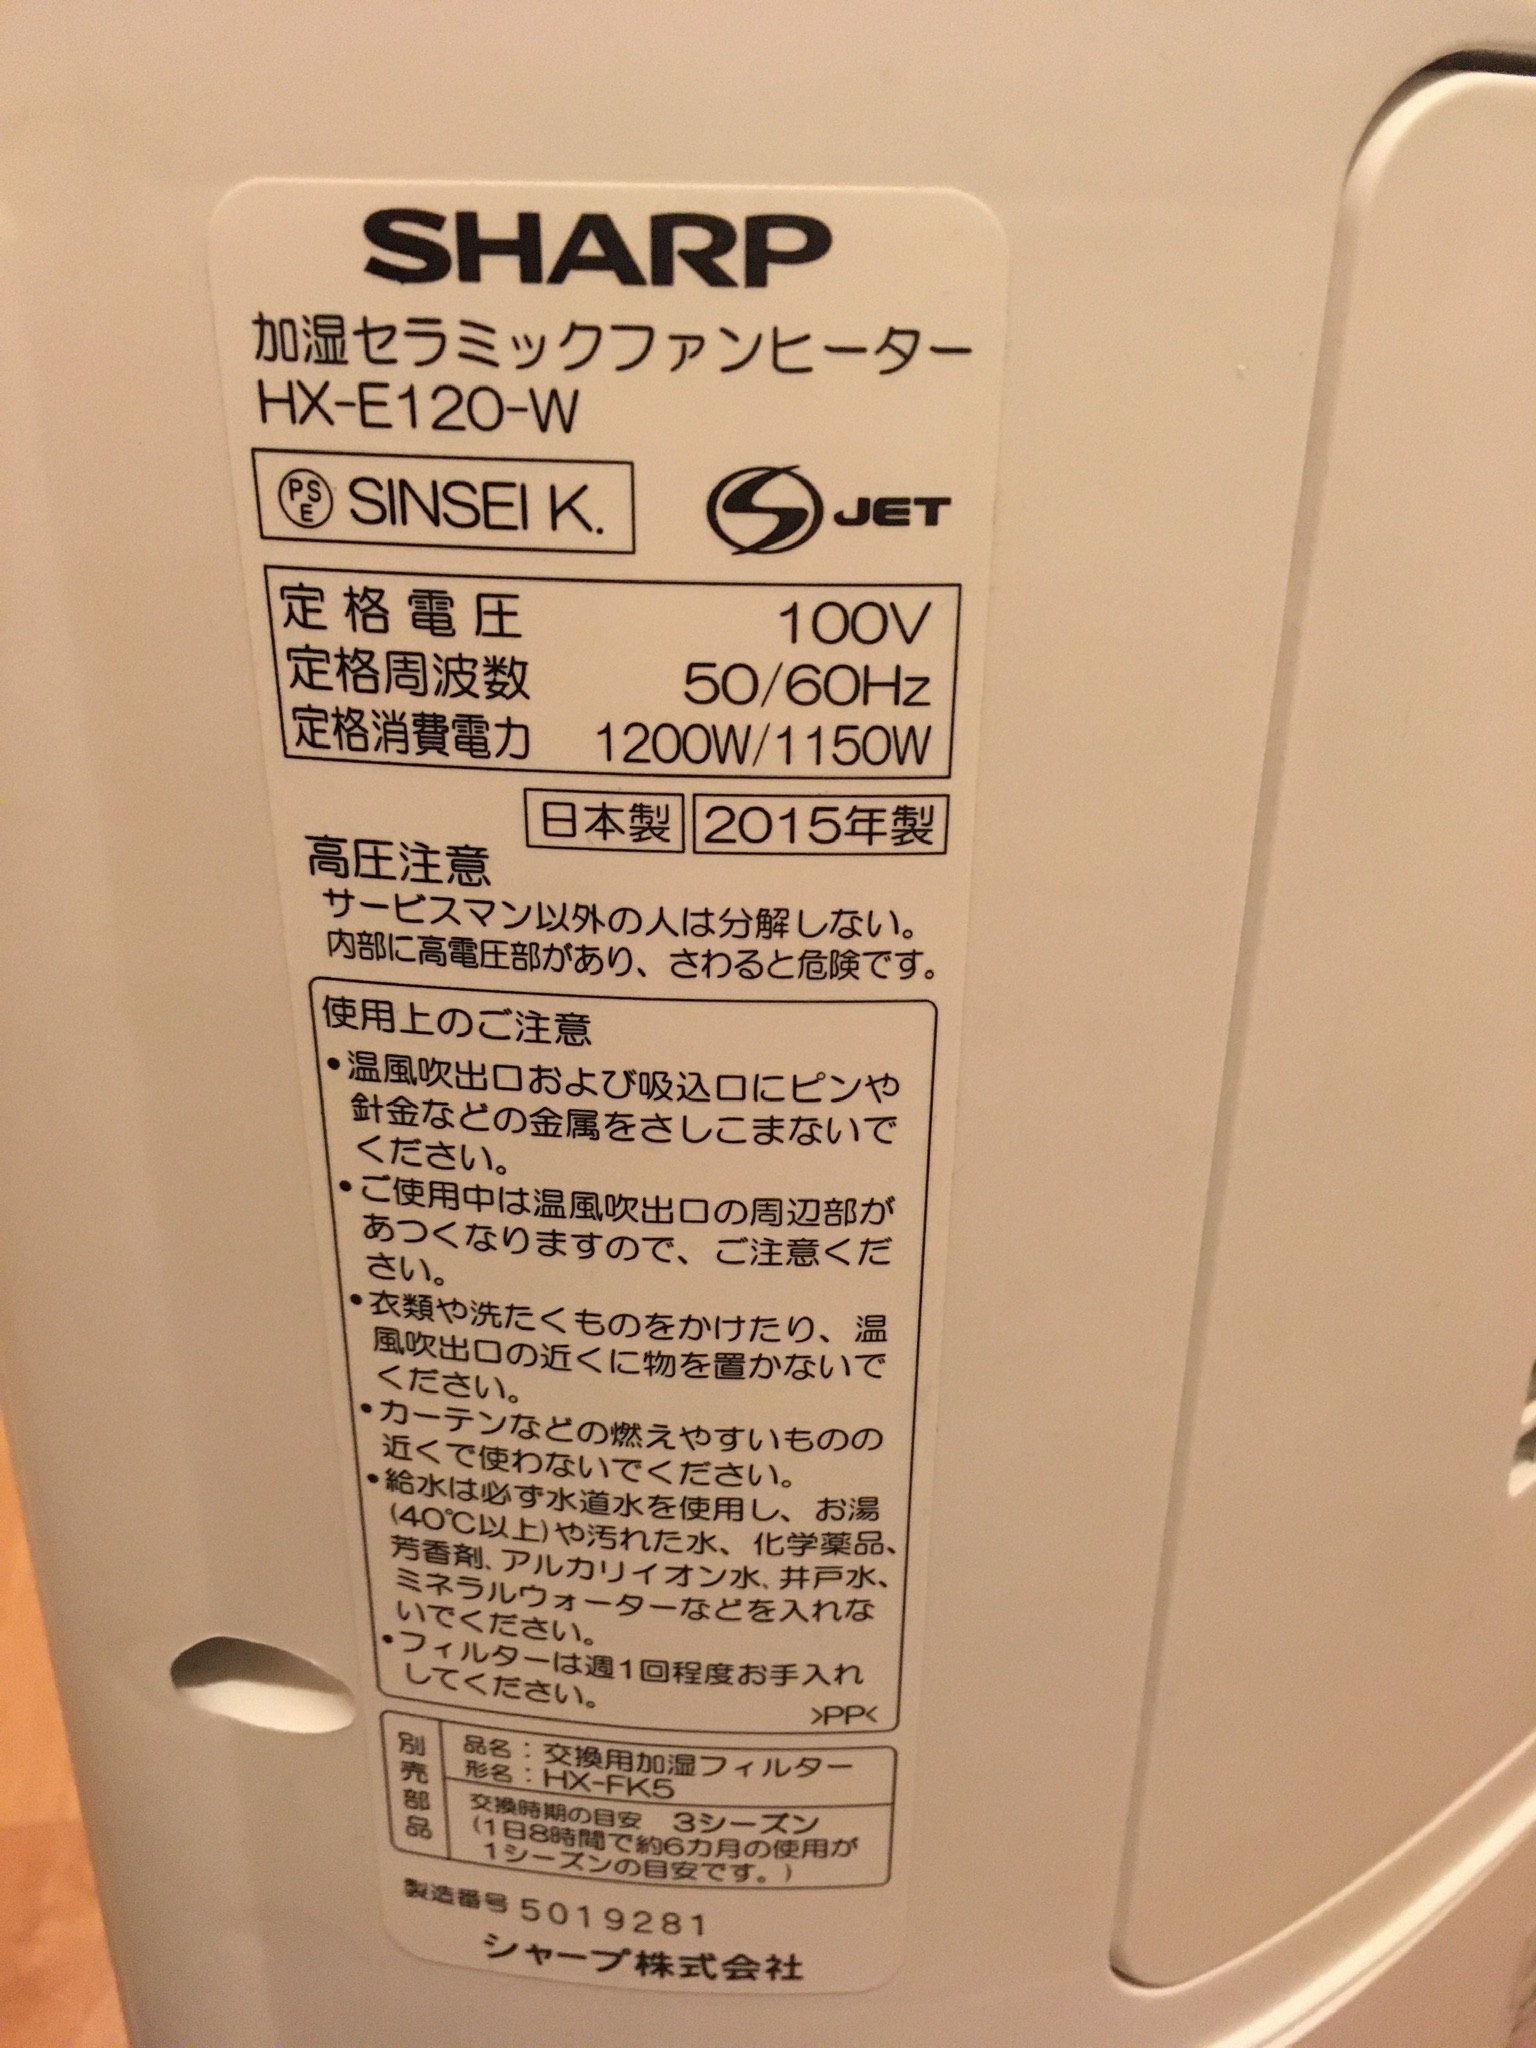 SHARP
加湿セラミックファンヒーター
HX-E120-W
PSE SINSEI K.
S JET
定格電圧 100V
定格周波数 50/60Hz
定格消費電力 1200W/1150W
日本製 2015年製
高圧注意
サービスマン以外の人は分解しない。
内部に高電圧部があり、さわると危険です。
使用上のご注意
•温風吹出口および吸込口にピンや
針金などの金属をさしこまないで
ください。
•ご使用中は温風吹出口の周辺部が
あつくなりますので、ご注意くだ
さい。
•衣類や洗たくものをかけたり、温
風吹出口の近くに物を置かないで
ください。
•カーテンなどの燃えやすいものの
近くで使わないでください。
•給水は必ず水道水を使用し、お湯
(40℃以上)や汚れた水、化学薬品、
芳香剤、アルカリイオン水、井戸水、
ミネラルウォーターなどを入れな
いでください。
•フィルターは週1回程度お手入れ
してください。
>PP<
別売部品
品名：交換用加湿フィルター
形名：HX-FK5
交換時期の目安 3シーズン
(1日8時間で約6カ月の使用が
1シーズンの目安です。)
製造番号 5019281
シャープ株式会社